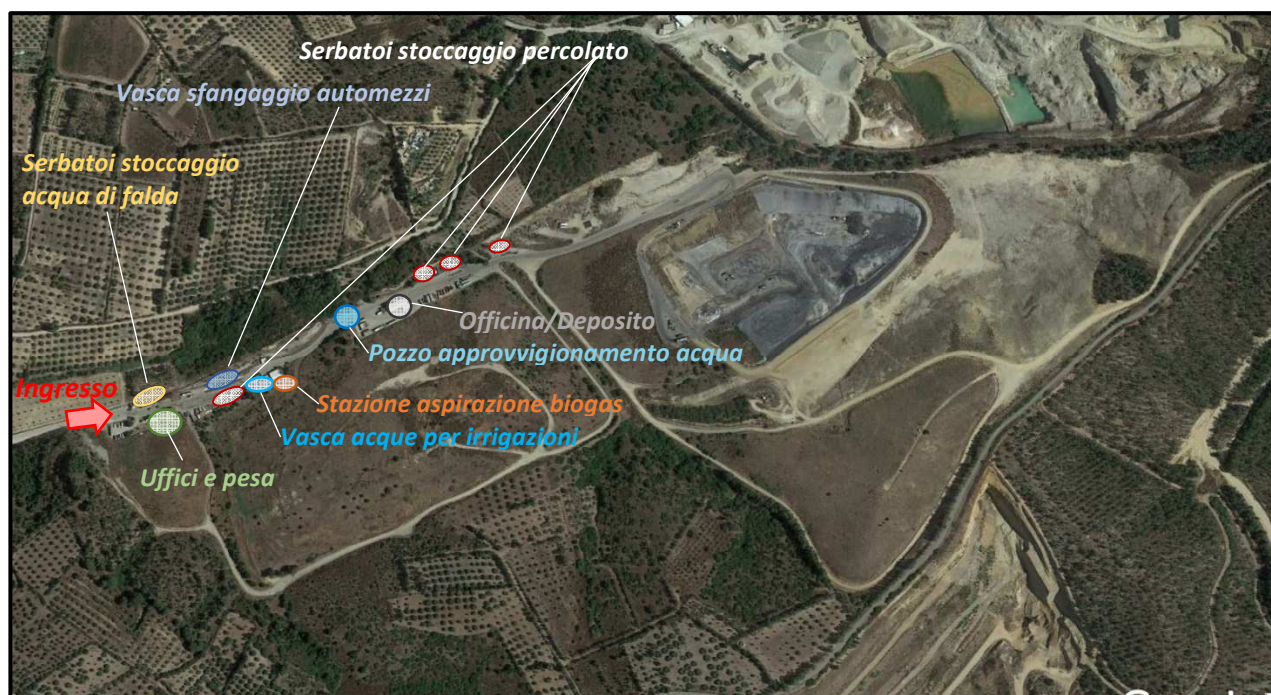 Serbatoi stoccaggio percolato
Vasca sfangaggio automezzi
Serbatoi stoccaggio
acqua di falda
Officina/Deposito
Pozzo approvvigionamento acqua
Ingresso
Stazione aspirazione biogas
Vasca acque per irrigazioni
Uffici e pesa